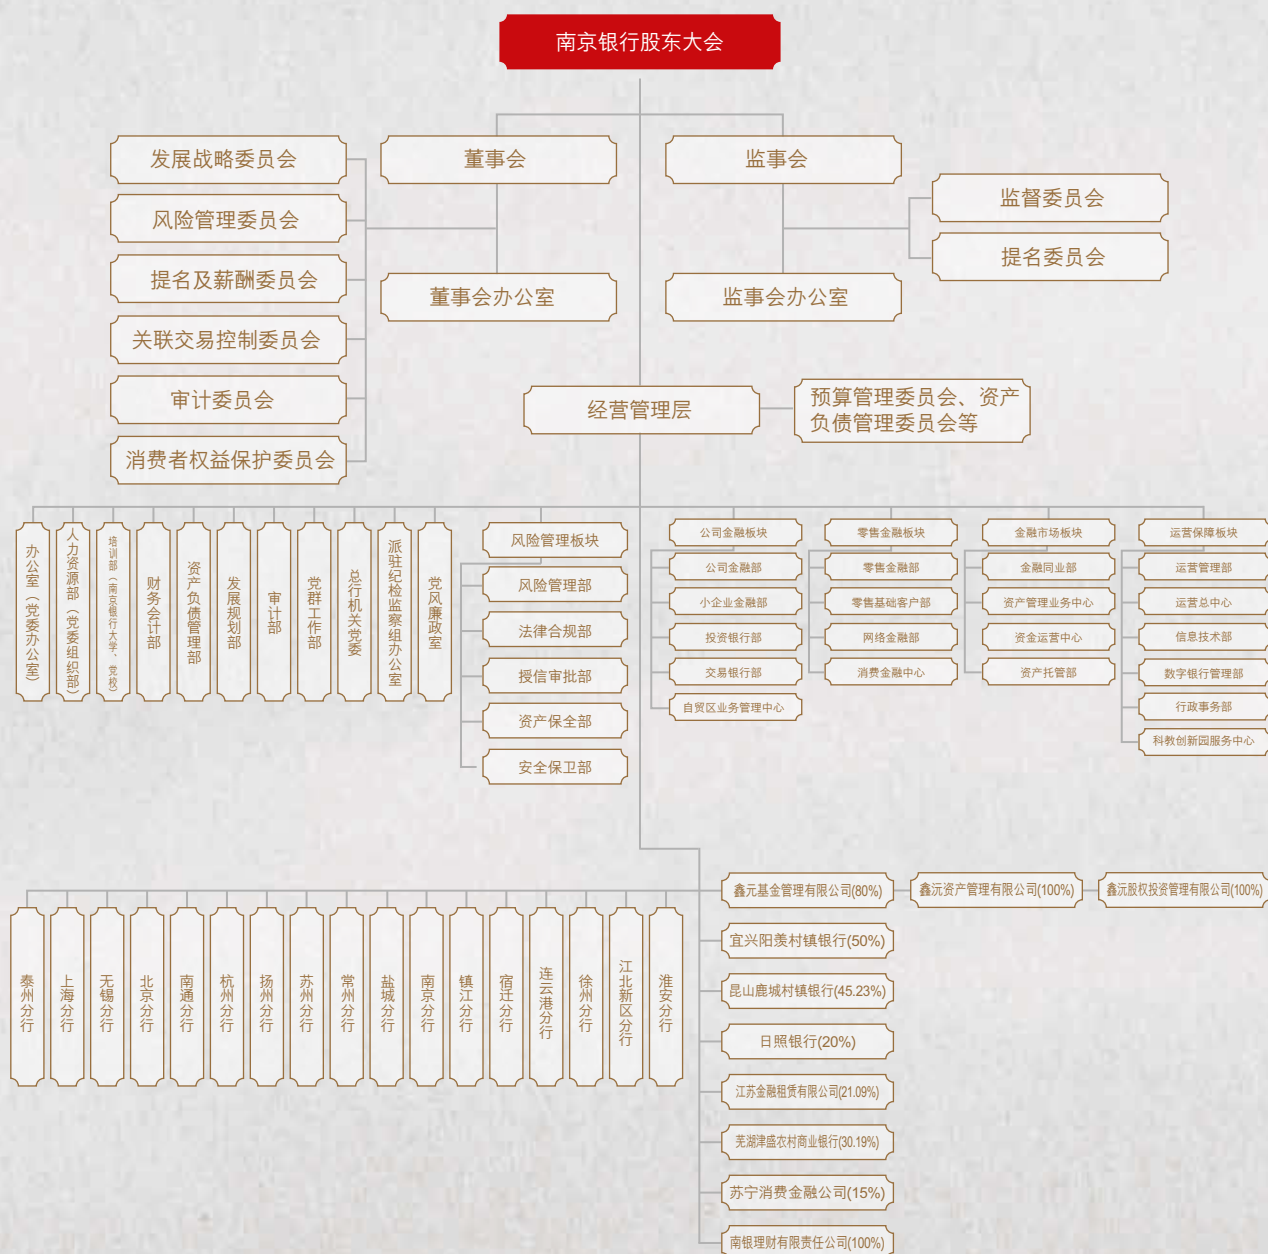 南京银行股东大会
董事会
监事会
发展战略委员会
风险管理委员会
提名及薪酬委员会
关联交易控制委员会
审计委员会
消费者权益保护委员会
董事会办公室
监事会办公室
监督委员会
提名委员会
经营管理层
预算管理委员会、资产
负债管理委员会等
办公室（党委办公室）
人力资源部（党委组织部）
培训部（南京银行大学、党校）
财务会计部
资产负债管理部
发展规划部
审计部
党群工作部
总行机关党委
派驻纪检监察组办公室
党风廉政室
风险管理板块
风险管理部
法律合规部
授信审批部
资产保全部
安全保卫部
公司金融板块
公司金融部
小企业金融部
投资银行部
交易银行部
自贸区业务管理中心
零售金融板块
零售金融部
零售基础客户部
网络金融部
消费金融中心
金融市场板块
金融同业部
资产管理业务中心
资金运营中心
资产托管部
运营保障板块
运营管理部
运营总中心
信息技术部
数字银行管理部
行政事务部
科教创新园服务中心
泰州分行
上海分行
无锡分行
北京分行
南通分行
杭州分行
扬州分行
苏州分行
常州分行
盐城分行
南京分行
镇江分行
宿迁分行
连云港分行
徐州分行
江北新区分行
淮安分行
鑫元基金管理有限公司(80%)
鑫沅资产管理有限公司(100%)
鑫沅股权投资管理有限公司(100%)
宜兴阳羡村镇银行(50%)
昆山鹿城村镇银行(45.23%)
日照银行(20%)
江苏金融租赁有限公司(21.09%)
芜湖津盛农村商业银行(30.19%)
苏宁消费金融公司(15%)
南银理财有限责任公司(100%)